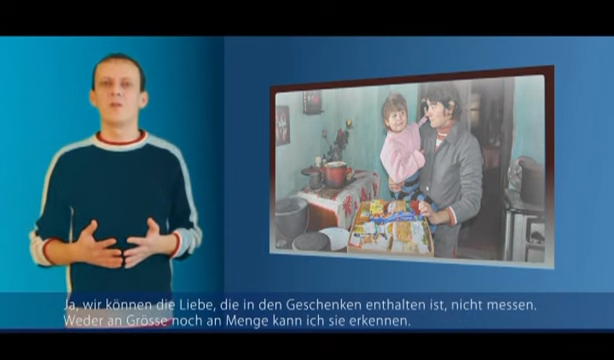 Ja, wir können die Liebe, die in den Geschenken enthalten ist, nicht messen.
Weder an Grösse noch an Menge kann ich sie erkennen.